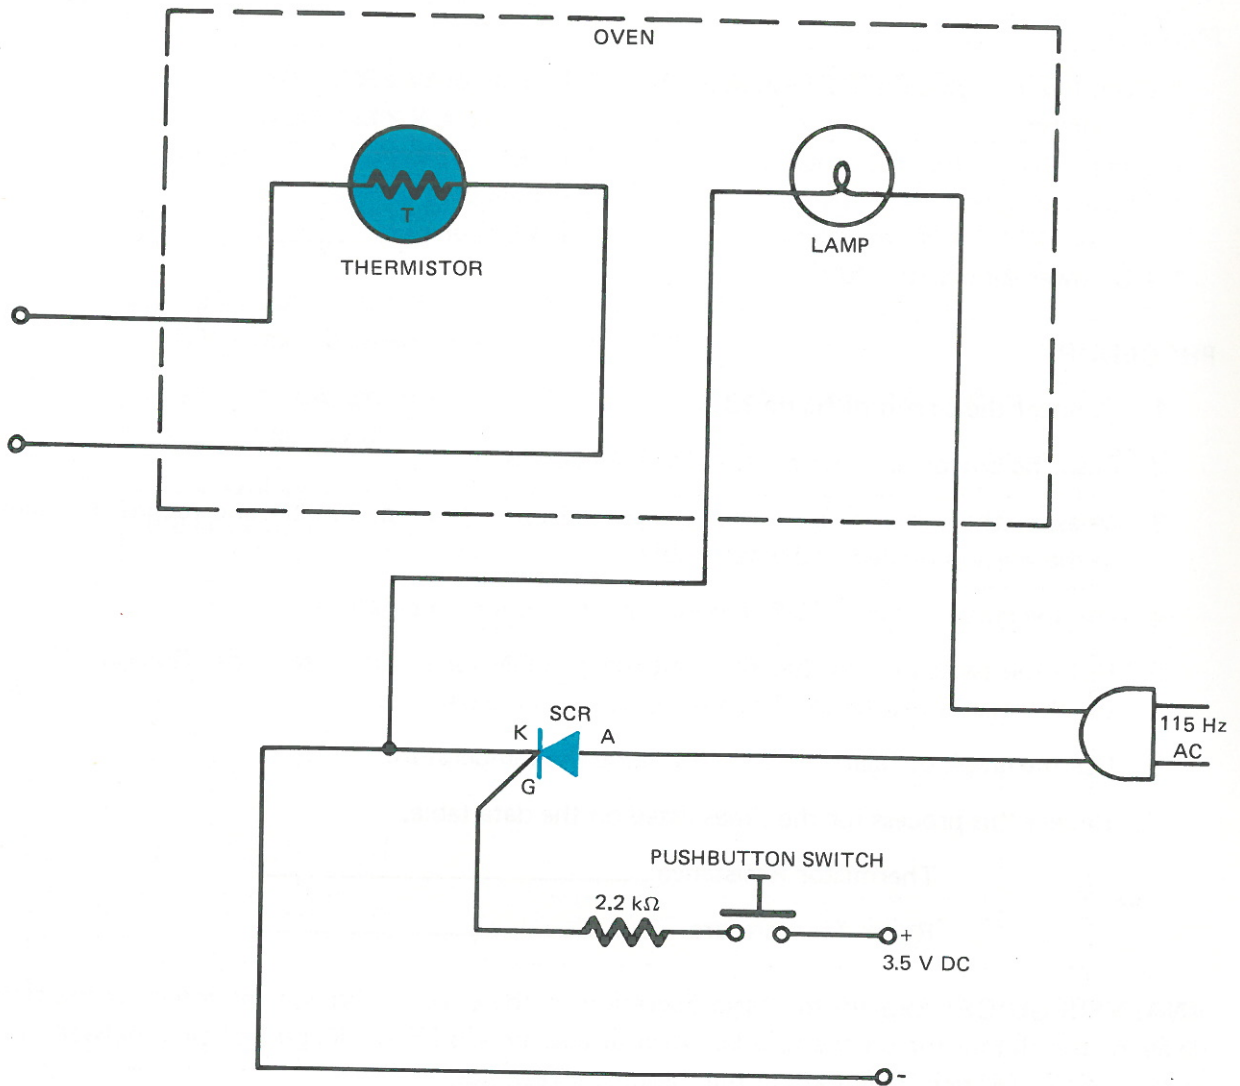 OVEN
T
THERMISTOR
LAMP
SCR
K
A
G
115 Hz
AC
PUSHBUTTON SWITCH
2.2 kΩ
+
3.5 V DC
-